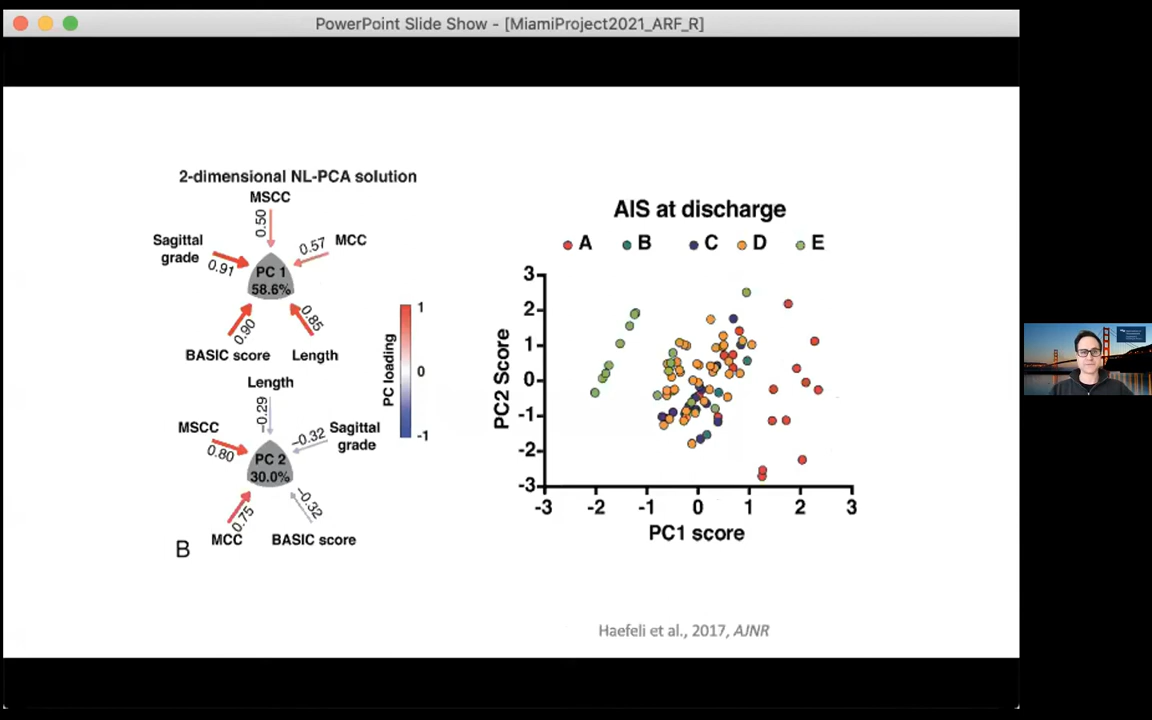 PowerPoint Slide Show - [MiamiProject2021_ARF_R]
2-dimensional NL-PCA solution
MSCC
0.50
Sagittal
grade
0.91
0.57
MCC
PC 1
58.6%
0.90
0.85
BASIC score
Length
Length
−0.29
MSCC
0.80
−0.32
Sagittal
grade
PC 2
30.0%
0.75
−0.32
MCC
BASIC score
B
PC loading
1
0
-1
AIS at discharge
A B C D E
PC2 Score
3
2
1
0
-1
-2
-3
-3 -2 -1 0 1 2 3
PC1 score
Haefeli et al., 2017, AJNR